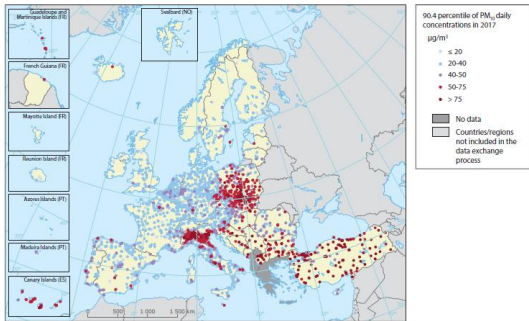 Guadeloupe and
Martinique Islands (FR)
French Guiana (FR)
Mayotte Island (FR)
Reunion Island (FR)
Azores Islands (PT)
Madeira Islands (PT)
Canary Islands (ES)
Svalbard (NO)
0 500 1 000 1 500 km
90.4 percentile of PM₁₀ daily
concentrations in 2017
μg/m³
≤ 20
20-40
40-50
50-75
> 75
No data
Countries/regions
not included in the
data exchange
process